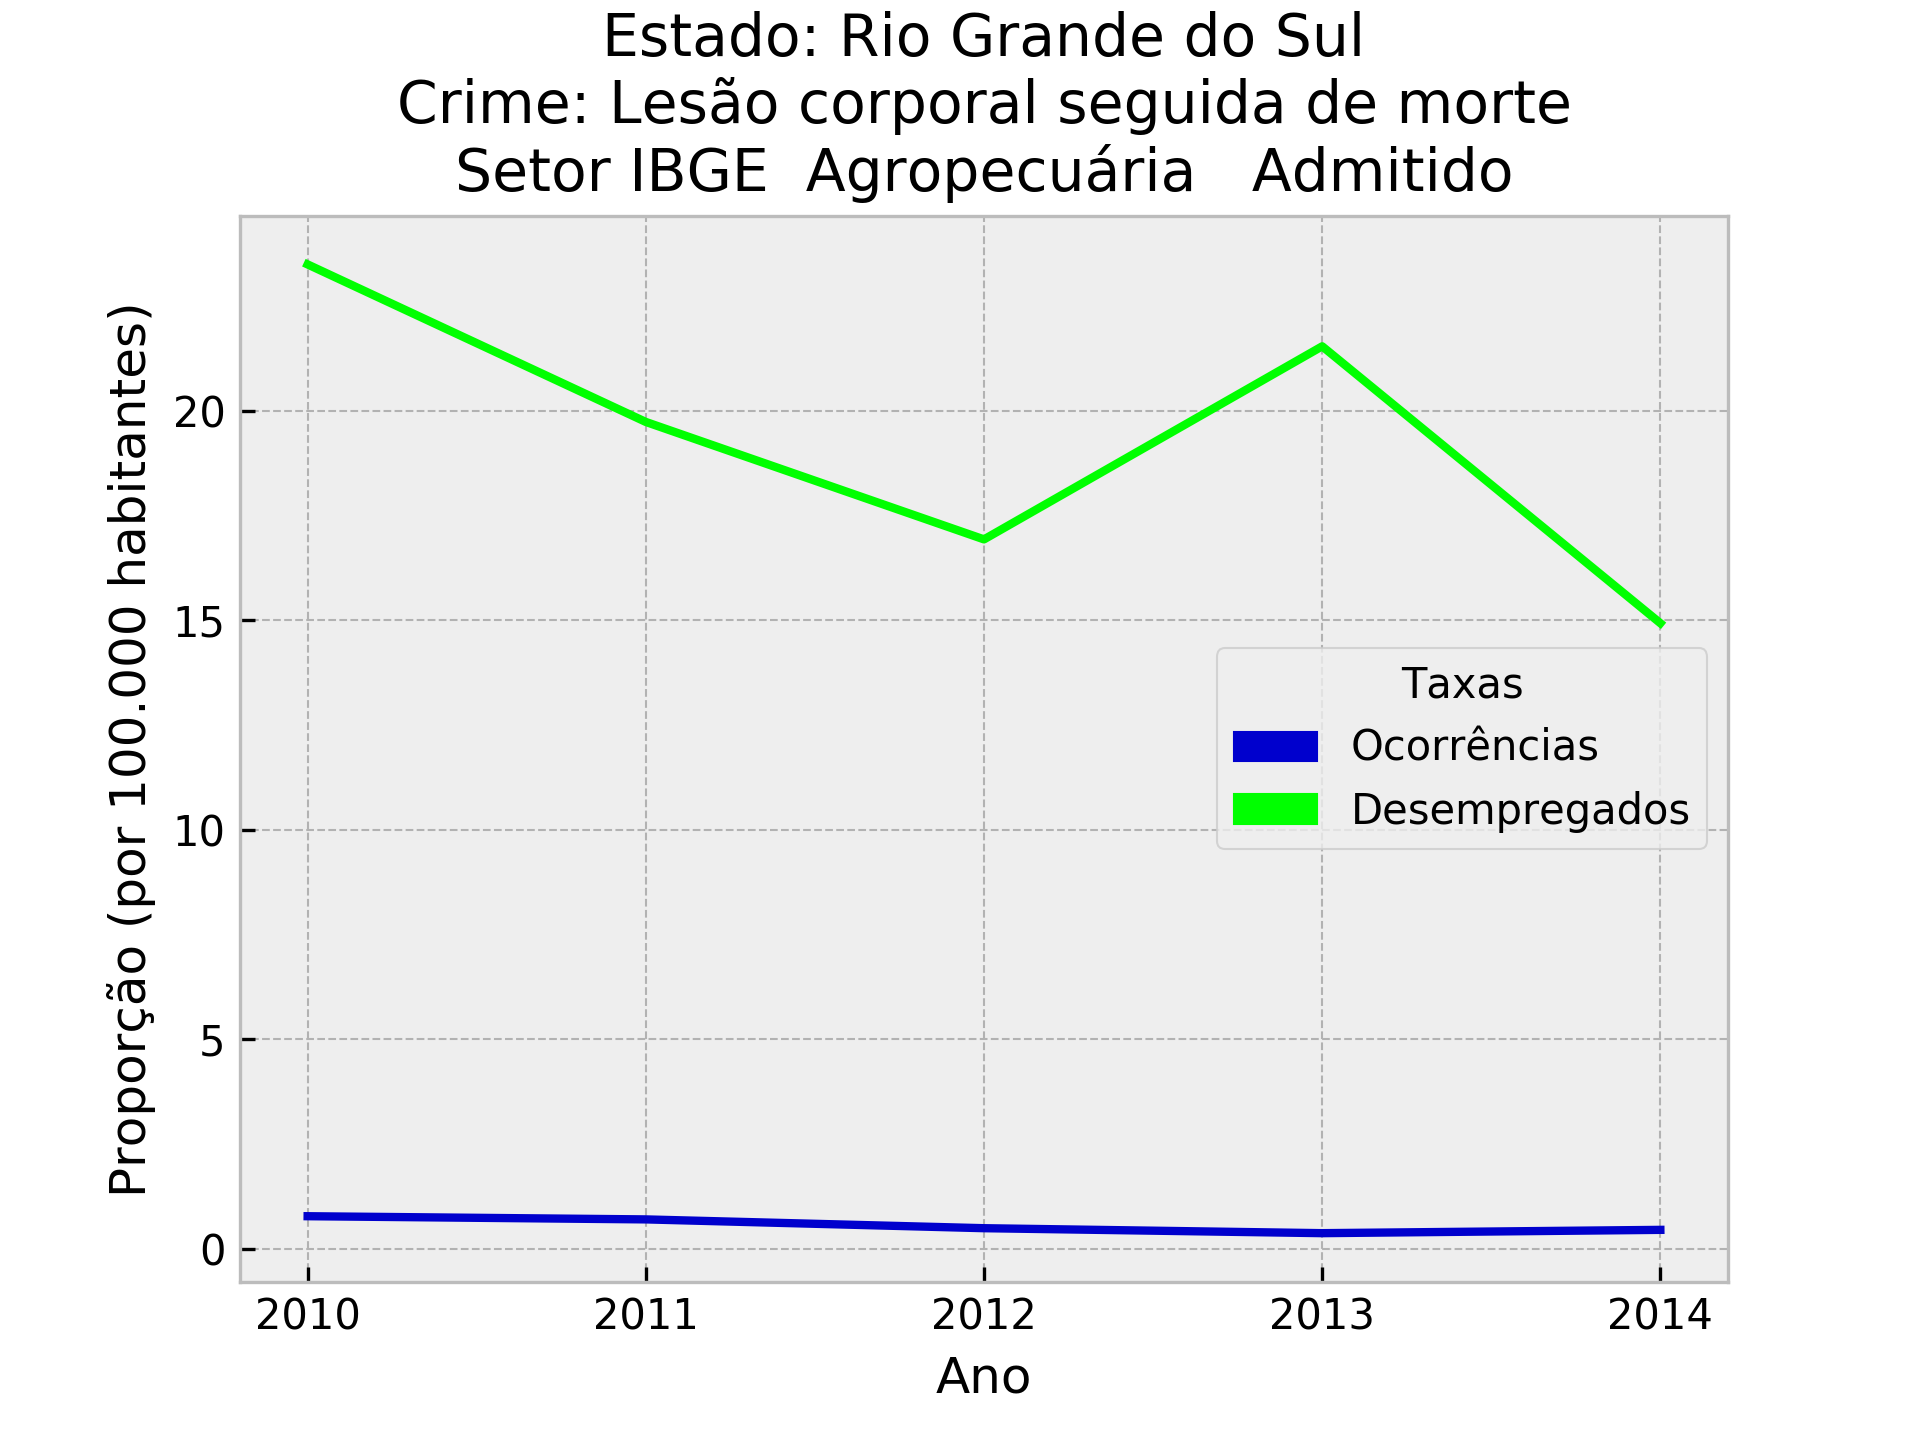 Estado: Rio Grande do Sul
Crime: Lesão corporal seguida de morte
Setor IBGE  Agropecuária   Admitido
Proporção (por 100.000 habitantes)
20
15
10
5
0
Taxas
Ocorrências
Desempregados
2010 2011 2012 2013 2014
Ano